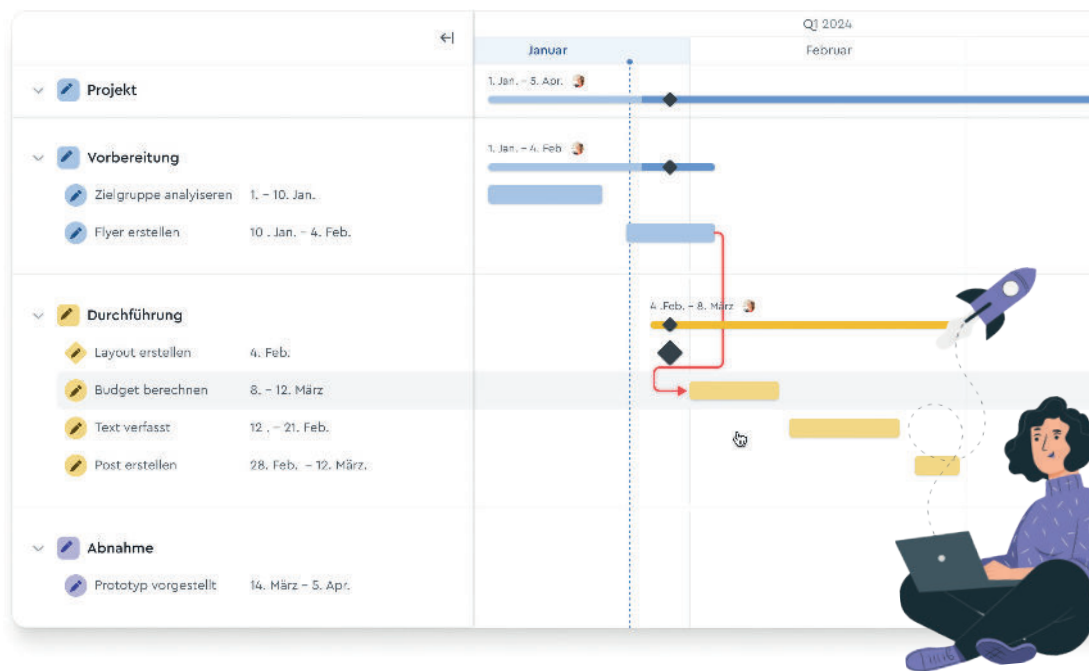 Q1 2024
Januar Februar
Projekt 1. Jan. – 5. Apr.
Vorbereitung 1. Jan. – 4. Feb
Zielgruppe analyiseren 1. – 10. Jan.
Flyer erstellen 10 . Jan. – 4. Feb.
Durchführung 4 .Feb. – 8. März
Layout erstellen 4. Feb.
Budget berechnen 8. – 12. März
Text verfasst 12 . – 21. Feb.
Post erstellen 28. Feb. – 12. März.
Abnahme
Prototyp vorgestellt 14. März – 5. Apr.